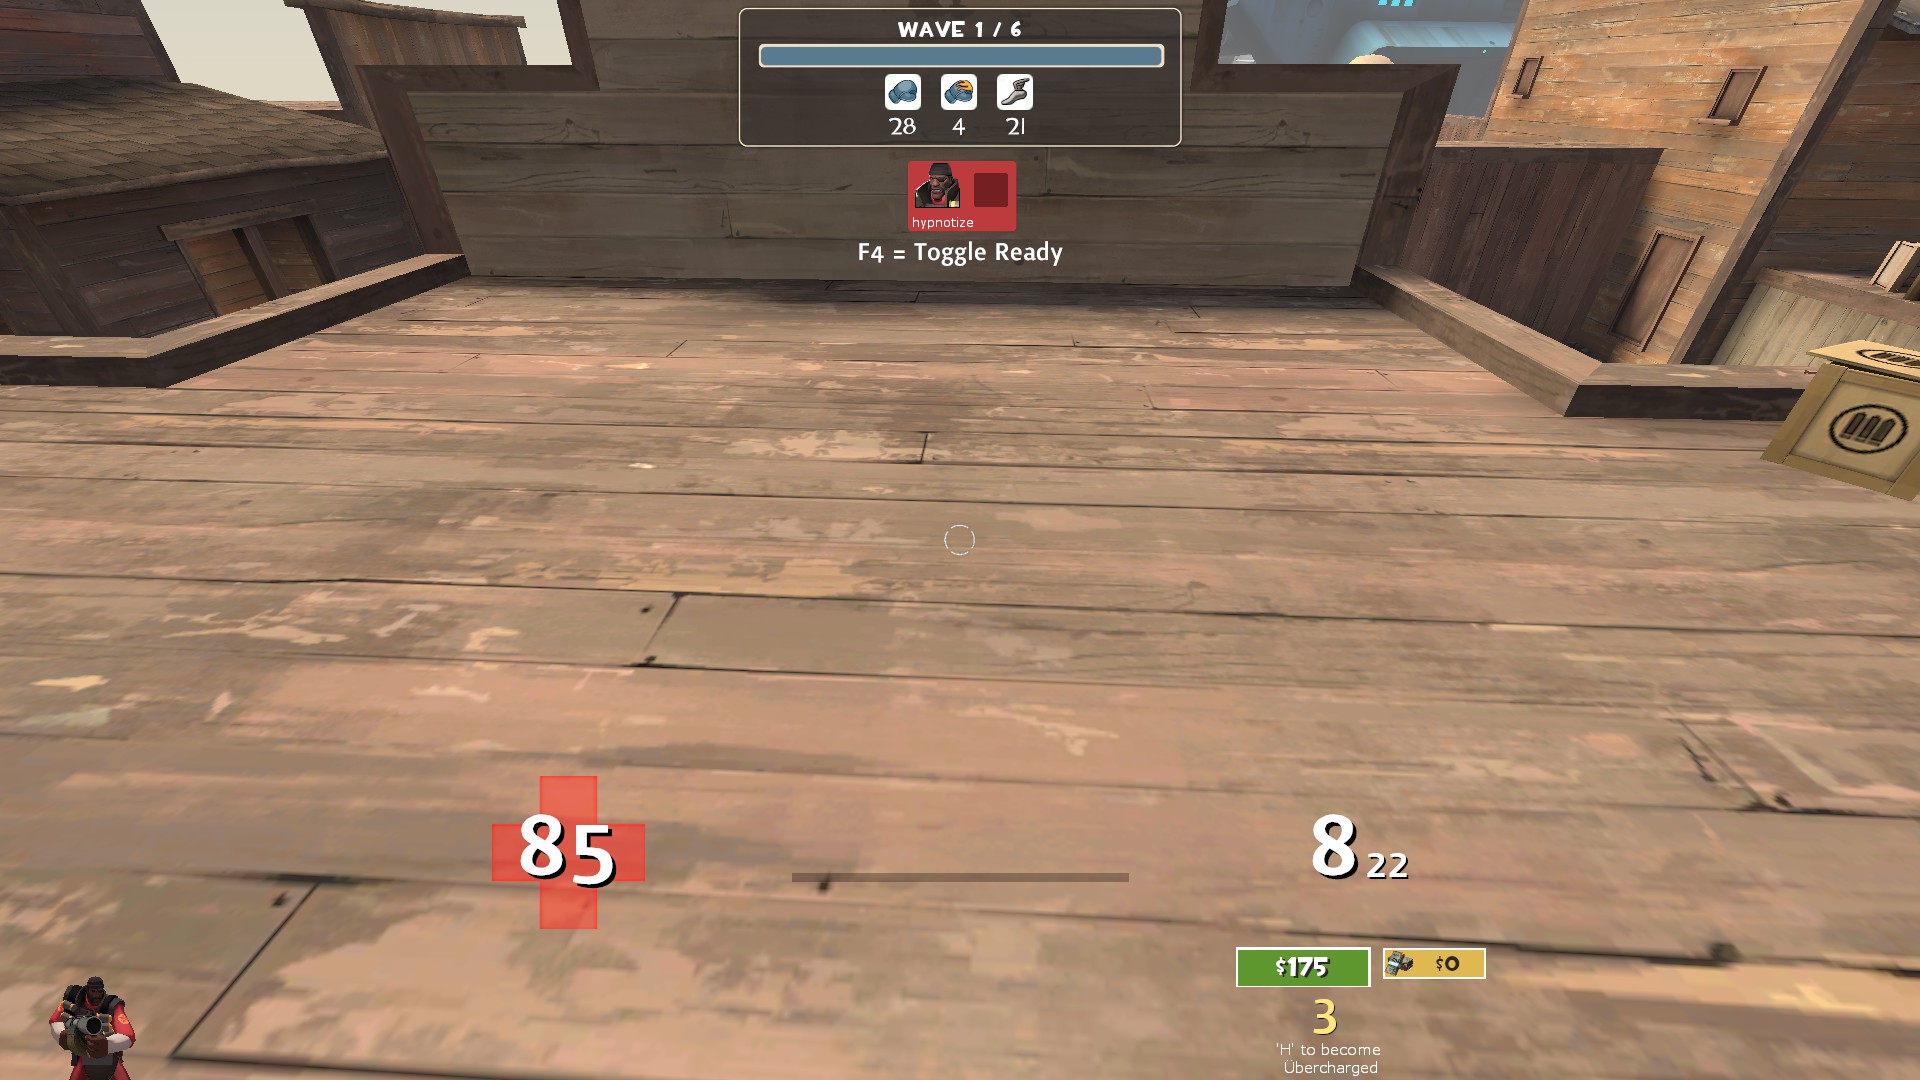 WAVE 1 / 6
28 4 21
hypnotize
F4 = Toggle Ready
85
8 22
$175 $0
3
'H' to become
Übercharged